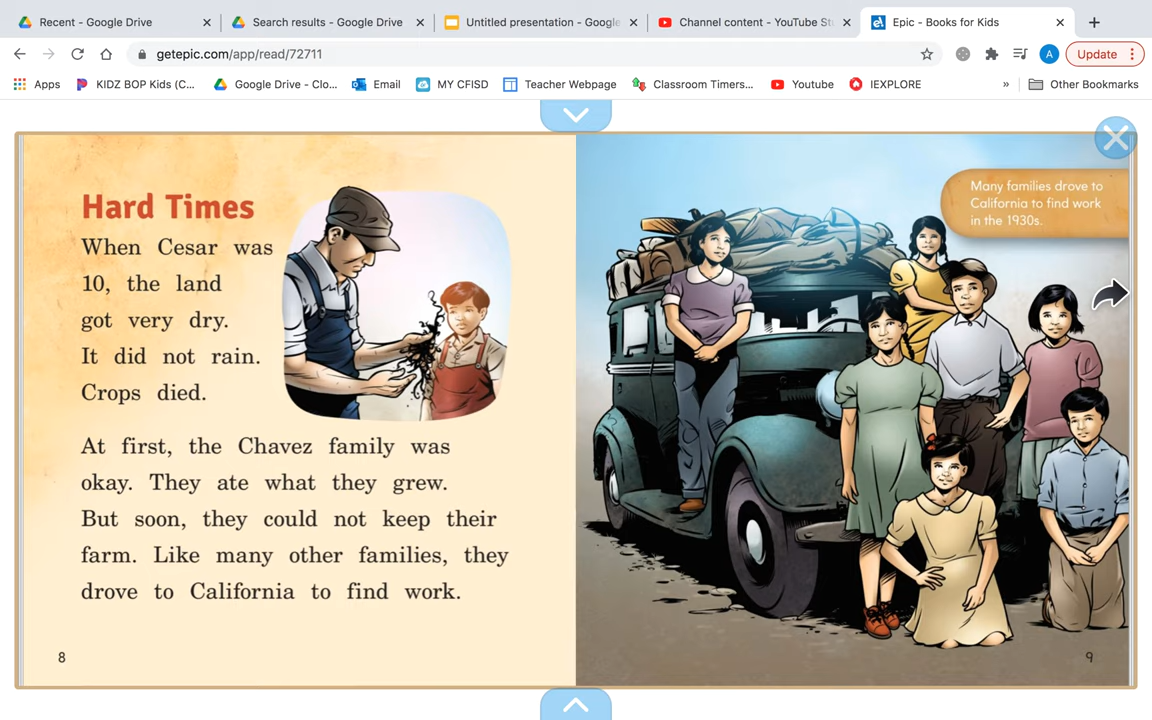 Recent - Google Drive
Search results - Google Drive
Untitled presentation - Google
Channel content - YouTube St
Epic - Books for Kids
getepic.com/app/read/72711
A
Update
Apps
KIDZ BOP Kids (C...
Google Drive - Clo...
Email
MY CFISD
Teacher Webpage
Classroom Timers...
Youtube
IEXPLORE
»
Other Bookmarks
Hard Times
When Cesar was
10, the land
got very dry.
It did not rain.
Crops died.
At first, the Chavez family was
okay. They ate what they grew.
But soon, they could not keep their
farm. Like many other families, they
drove to California to find work.
8
Many families drove to
California to find work
in the 1930s.
9